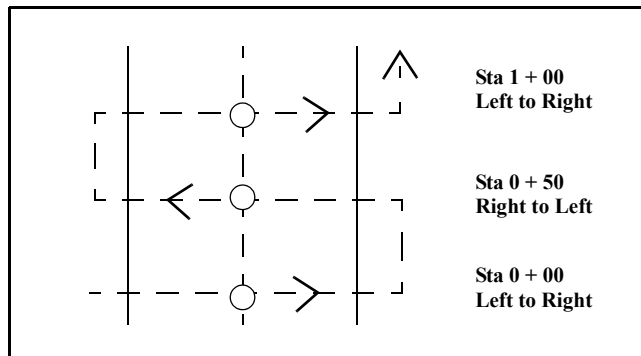 Sta 1 + 00
Left to Right
Sta 0 + 50
Right to Left
Sta 0 + 00
Left to Right